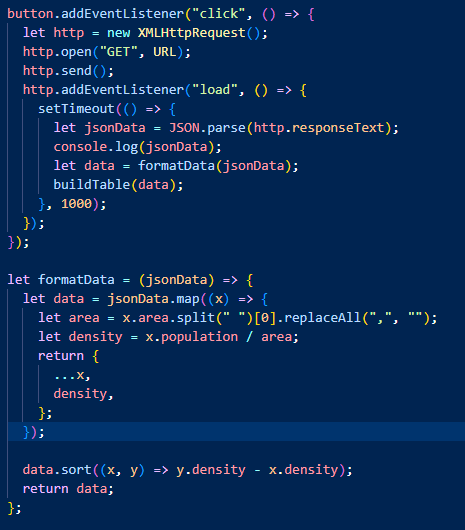 button.addEventListener("click", () => {
  let http = new XMLHttpRequest();
  http.open("GET", URL);
  http.send();
  http.addEventListener("load", () => {
    setTimeout(() => {
      let jsonData = JSON.parse(http.responseText);
      console.log(jsonData);
      let data = formatData(jsonData);
      buildTable(data);
    }, 1000);
  });
});

let formatData = (jsonData) => {
  let data = jsonData.map((x) => {
    let area = x.area.split(" ")[0].replaceAll(",", "");
    let density = x.population / area;
    return {
      ...x,
      density,
    };
  });

  data.sort((x, y) => y.density - x.density);
  return data;
};